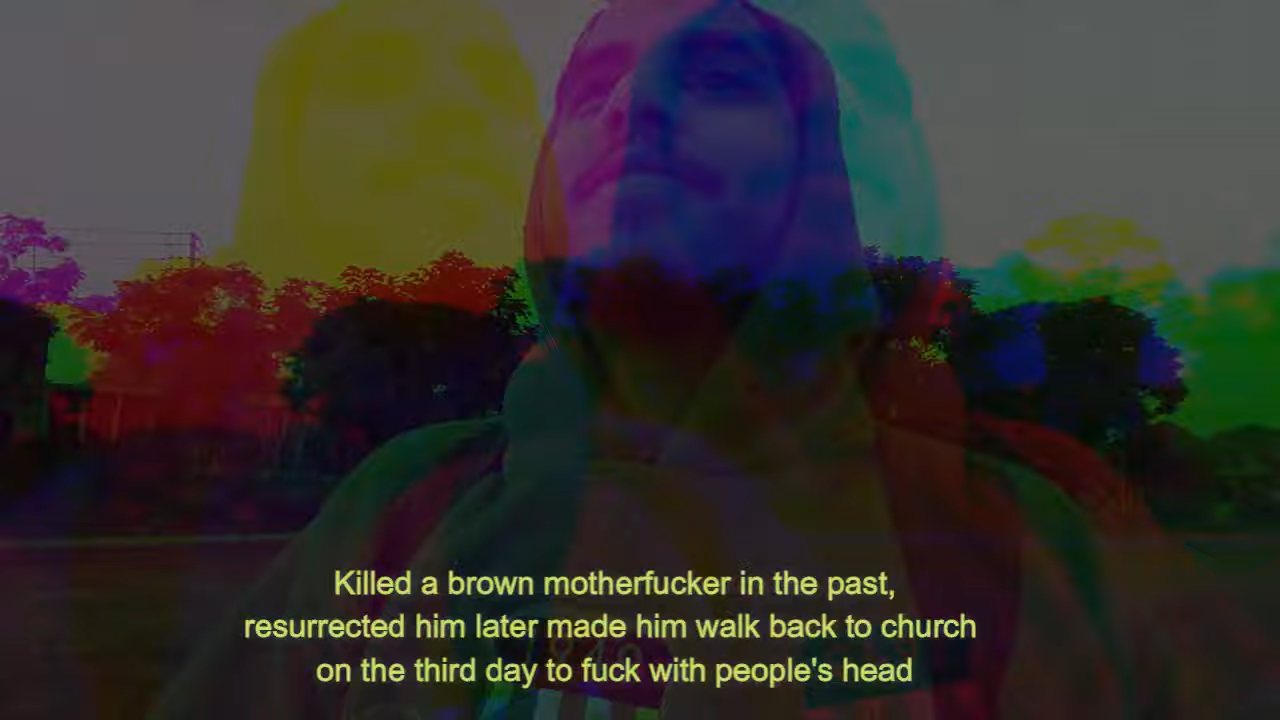 Killed a brown motherfucker in the past,
resurrected him later made him walk back to church
on the third day to fuck with people's head